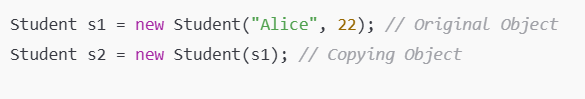 Student s1 = new Student("Alice", 22); // Original Object
Student s2 = new Student(s1); // Copying Object